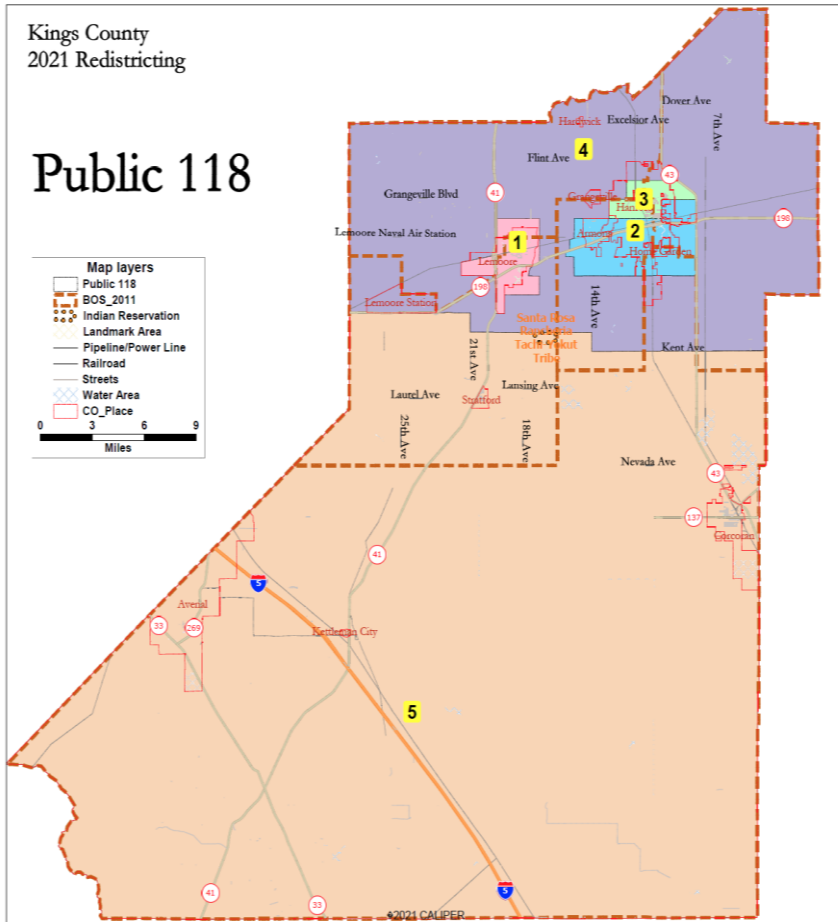 Kings County
2021 Redistricting
Public 118
Map layers
Public 118
BOS_2011
Indian Reservation
Landmark Area
Pipeline/Power Line
Railroad
Streets
Water Area
CO_Place
0 3 6 9
Miles
Dover Ave
Hardwick
Excelsior Ave
7th Ave
4
Flint Ave
43
Grangeville Blvd
41
Grangeville
3
198
Lemoore Naval Air Station
1
Armona
2
Lemoore
Home Garden
198
Lemoore Station
14th Ave
Santa Rosa
Rancheria
Tachi Yokut
Tribe
21st Ave
Kent Ave
Laurel Ave
Lansing Ave
Stratford
25th Ave
18th Ave
Nevada Ave
43
137
Corcoran
41
5
Avenal
33
269
Kettleman City
5
5
41
33
©2021 CALIPER